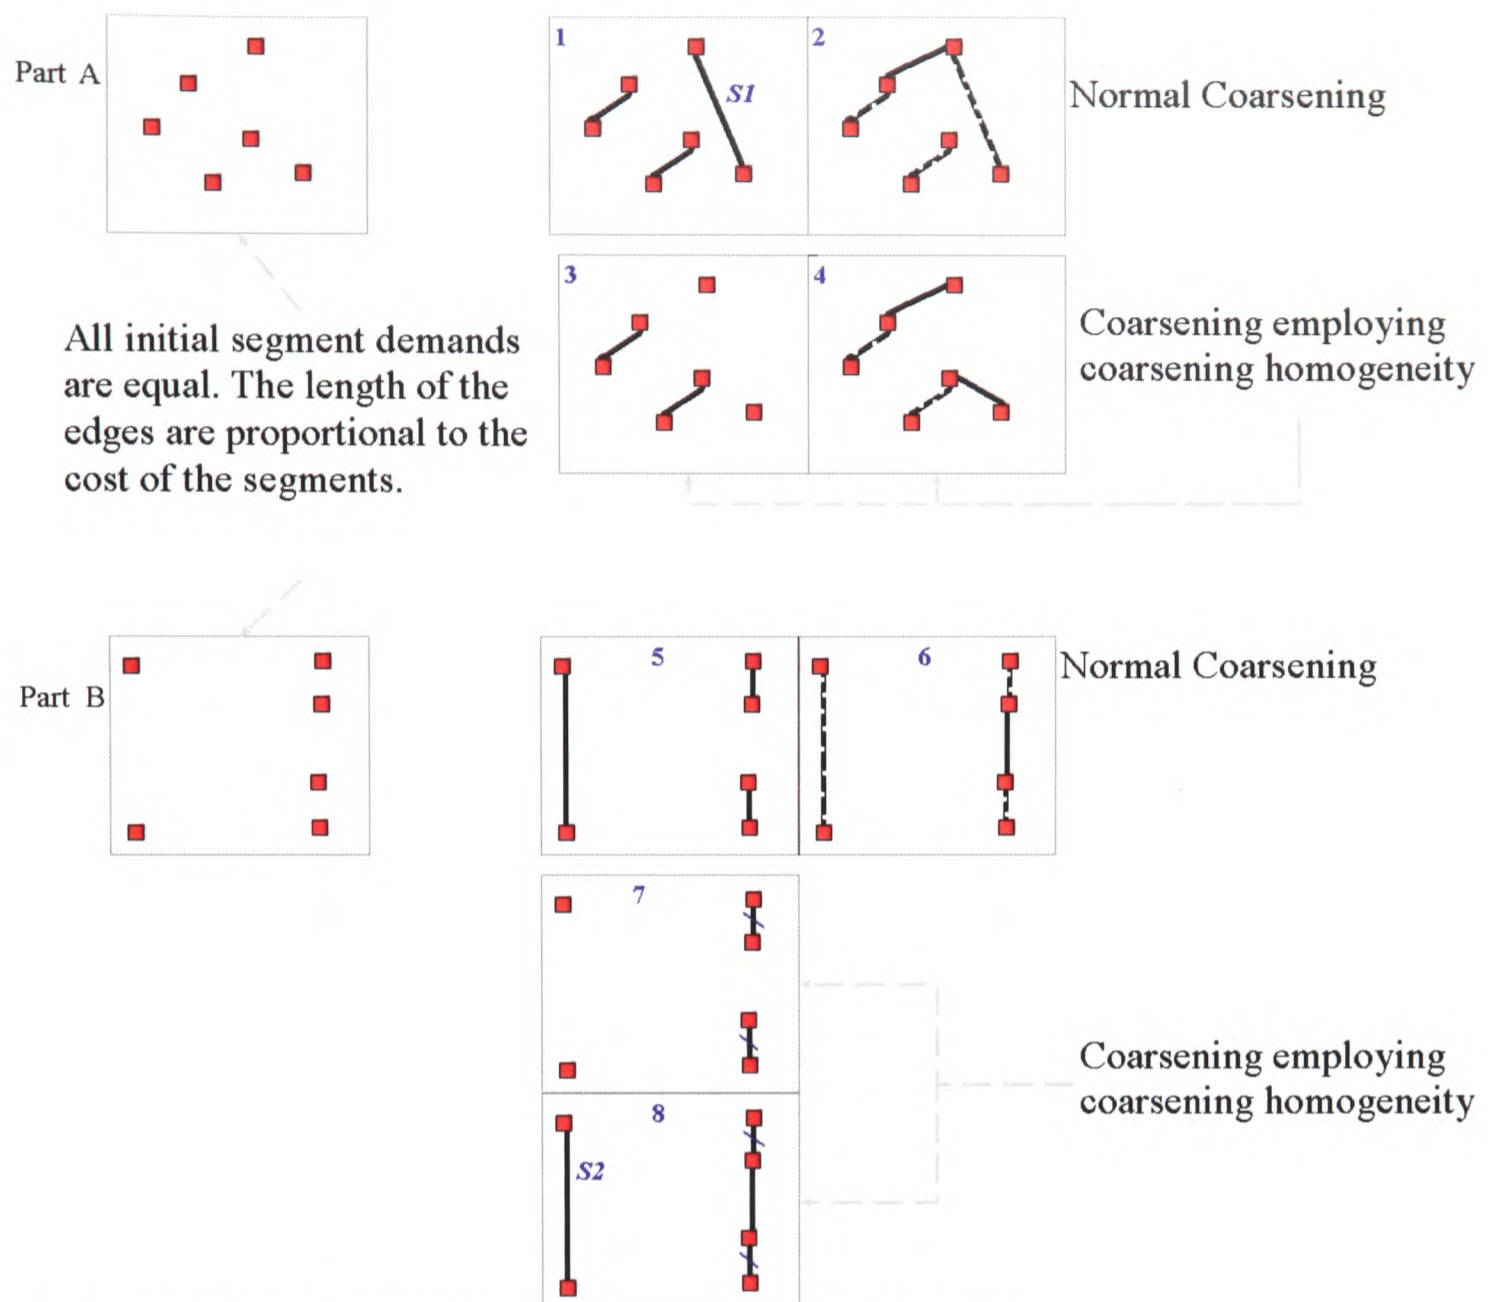 Part A
1
S1
2
Normal Coarsening
3
4
Coarsening employing
coarsening homogeneity
All initial segment demands
are equal. The length of the
edges are proportional to the
cost of the segments.
Part B
5
6
Normal Coarsening
7
8
S2
Coarsening employing
coarsening homogeneity